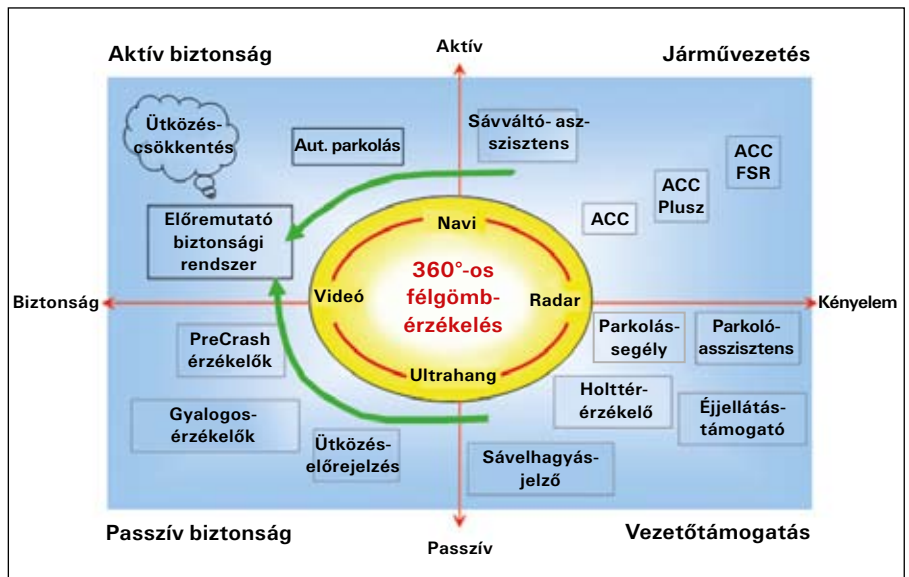 Aktív biztonság
Aktív
Járművezetés
Ütközés-
csökkentés
Aut. parkolás
Sávváltó- asz-
szisztens
ACC
FSR
ACC
Plusz
ACC
Előremutató
biztonsági
rendszer
Navi
360°-os
félgömb-
érzékelés
Videó
Radar
Ultrahang
Biztonság
Kényelem
PreCrash
érzékelők
Parkolás-
segély
Parkoló-
asszisztens
Gyalogos-
érzékelők
Ütközés-
előrejelzés
Holttér-
érzékelő
Éjjellátás-
támogató
Sávelhagyás-
jelző
Passzív biztonság
Passzív
Vezetőtámogatás